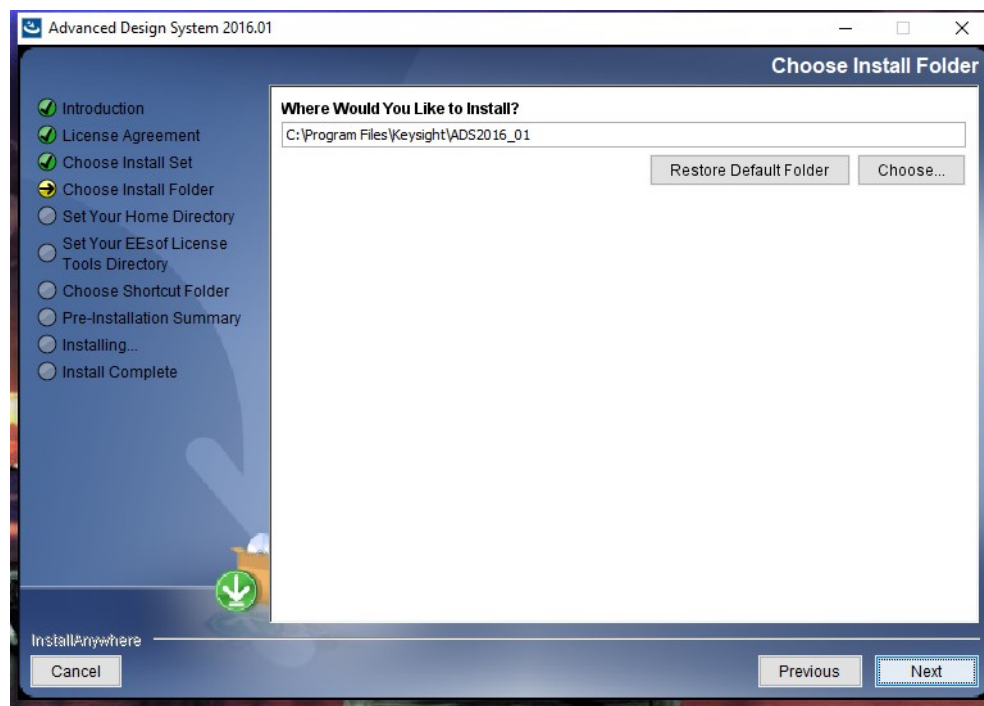 Advanced Design System 2016.01
Choose Install Folder
Introduction
License Agreement
Choose Install Set
Choose Install Folder
Set Your Home Directory
Set Your EEsof License
Tools Directory
Choose Shortcut Folder
Pre-Installation Summary
Installing...
Install Complete
Where Would You Like to Install?
C:\Program Files\Keysight\ADS2016_01
Restore Default Folder
Choose...
InstallAnywhere
Cancel
Previous
Next